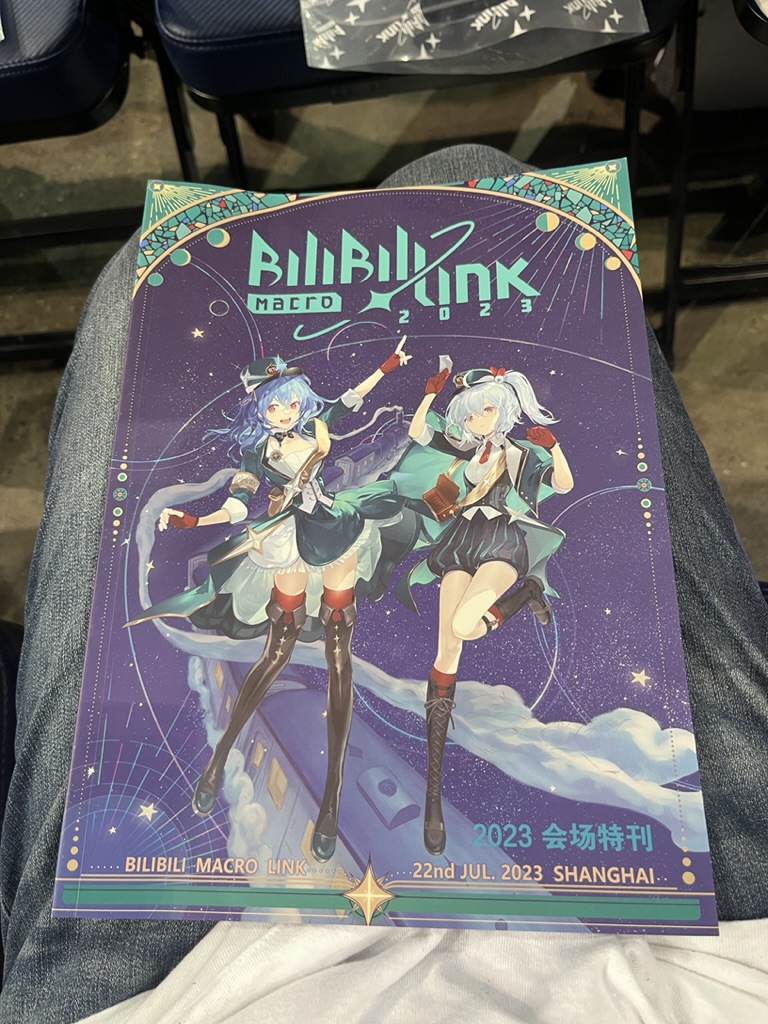 BILIBILI
MACRO LINK
2023
2023 会场特刊
BILIBILI MACRO LINK
22nd JUL. 2023 SHANGHAI